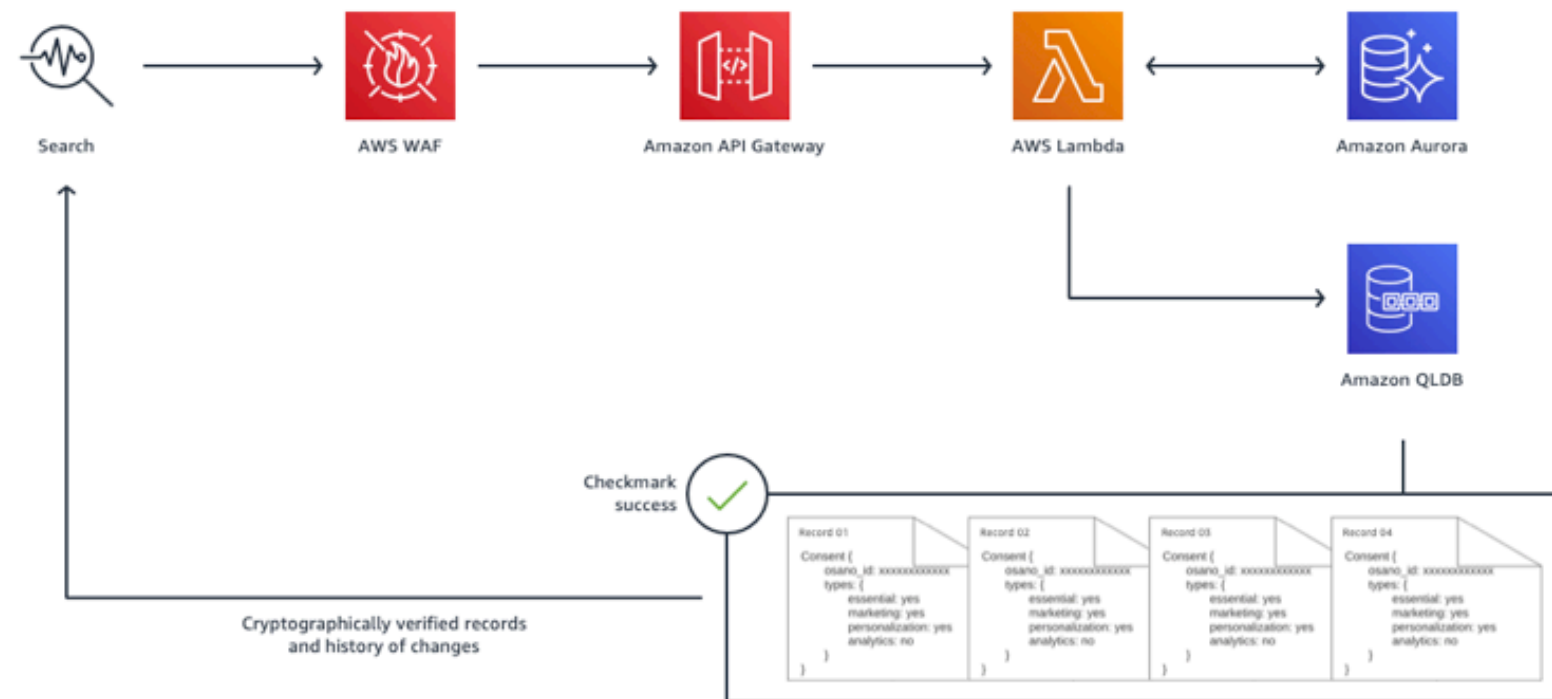 Search
AWS WAF
Amazon API Gateway
</>
AWS Lambda
Amazon Aurora
Amazon QLDB
Checkmark
success
Cryptographically verified records
and history of changes
Record 01
Consent {
osano_id: xxxxxxxxxxxx
types: {
essential: yes
marketing: yes
personalization: yes
analytics: no
}
}
Record 02
Consent {
osano_id: xxxxxxxxxxxx
types: {
essential: yes
marketing: yes
personalization: yes
analytics: no
}
}
Record 03
Consent {
osano_id: xxxxxxxxxxxx
types: {
essential: yes
marketing: yes
personalization: yes
analytics: no
}
}
Record 04
Consent {
osano_id: xxxxxxxxxxxx
types: {
essential: yes
marketing: yes
personalization: yes
analytics: no
}
}